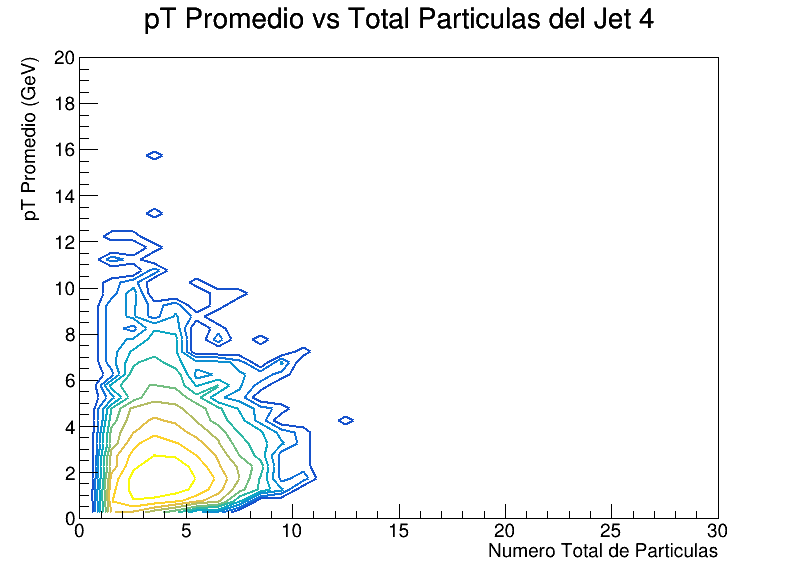 pT Promedio vs Total Particulas del Jet 4
pT Promedio (GeV)
20
18
16
14
12
10
8
6
4
2
0
0 5 10 15 20 25 30
Numero Total de Particulas